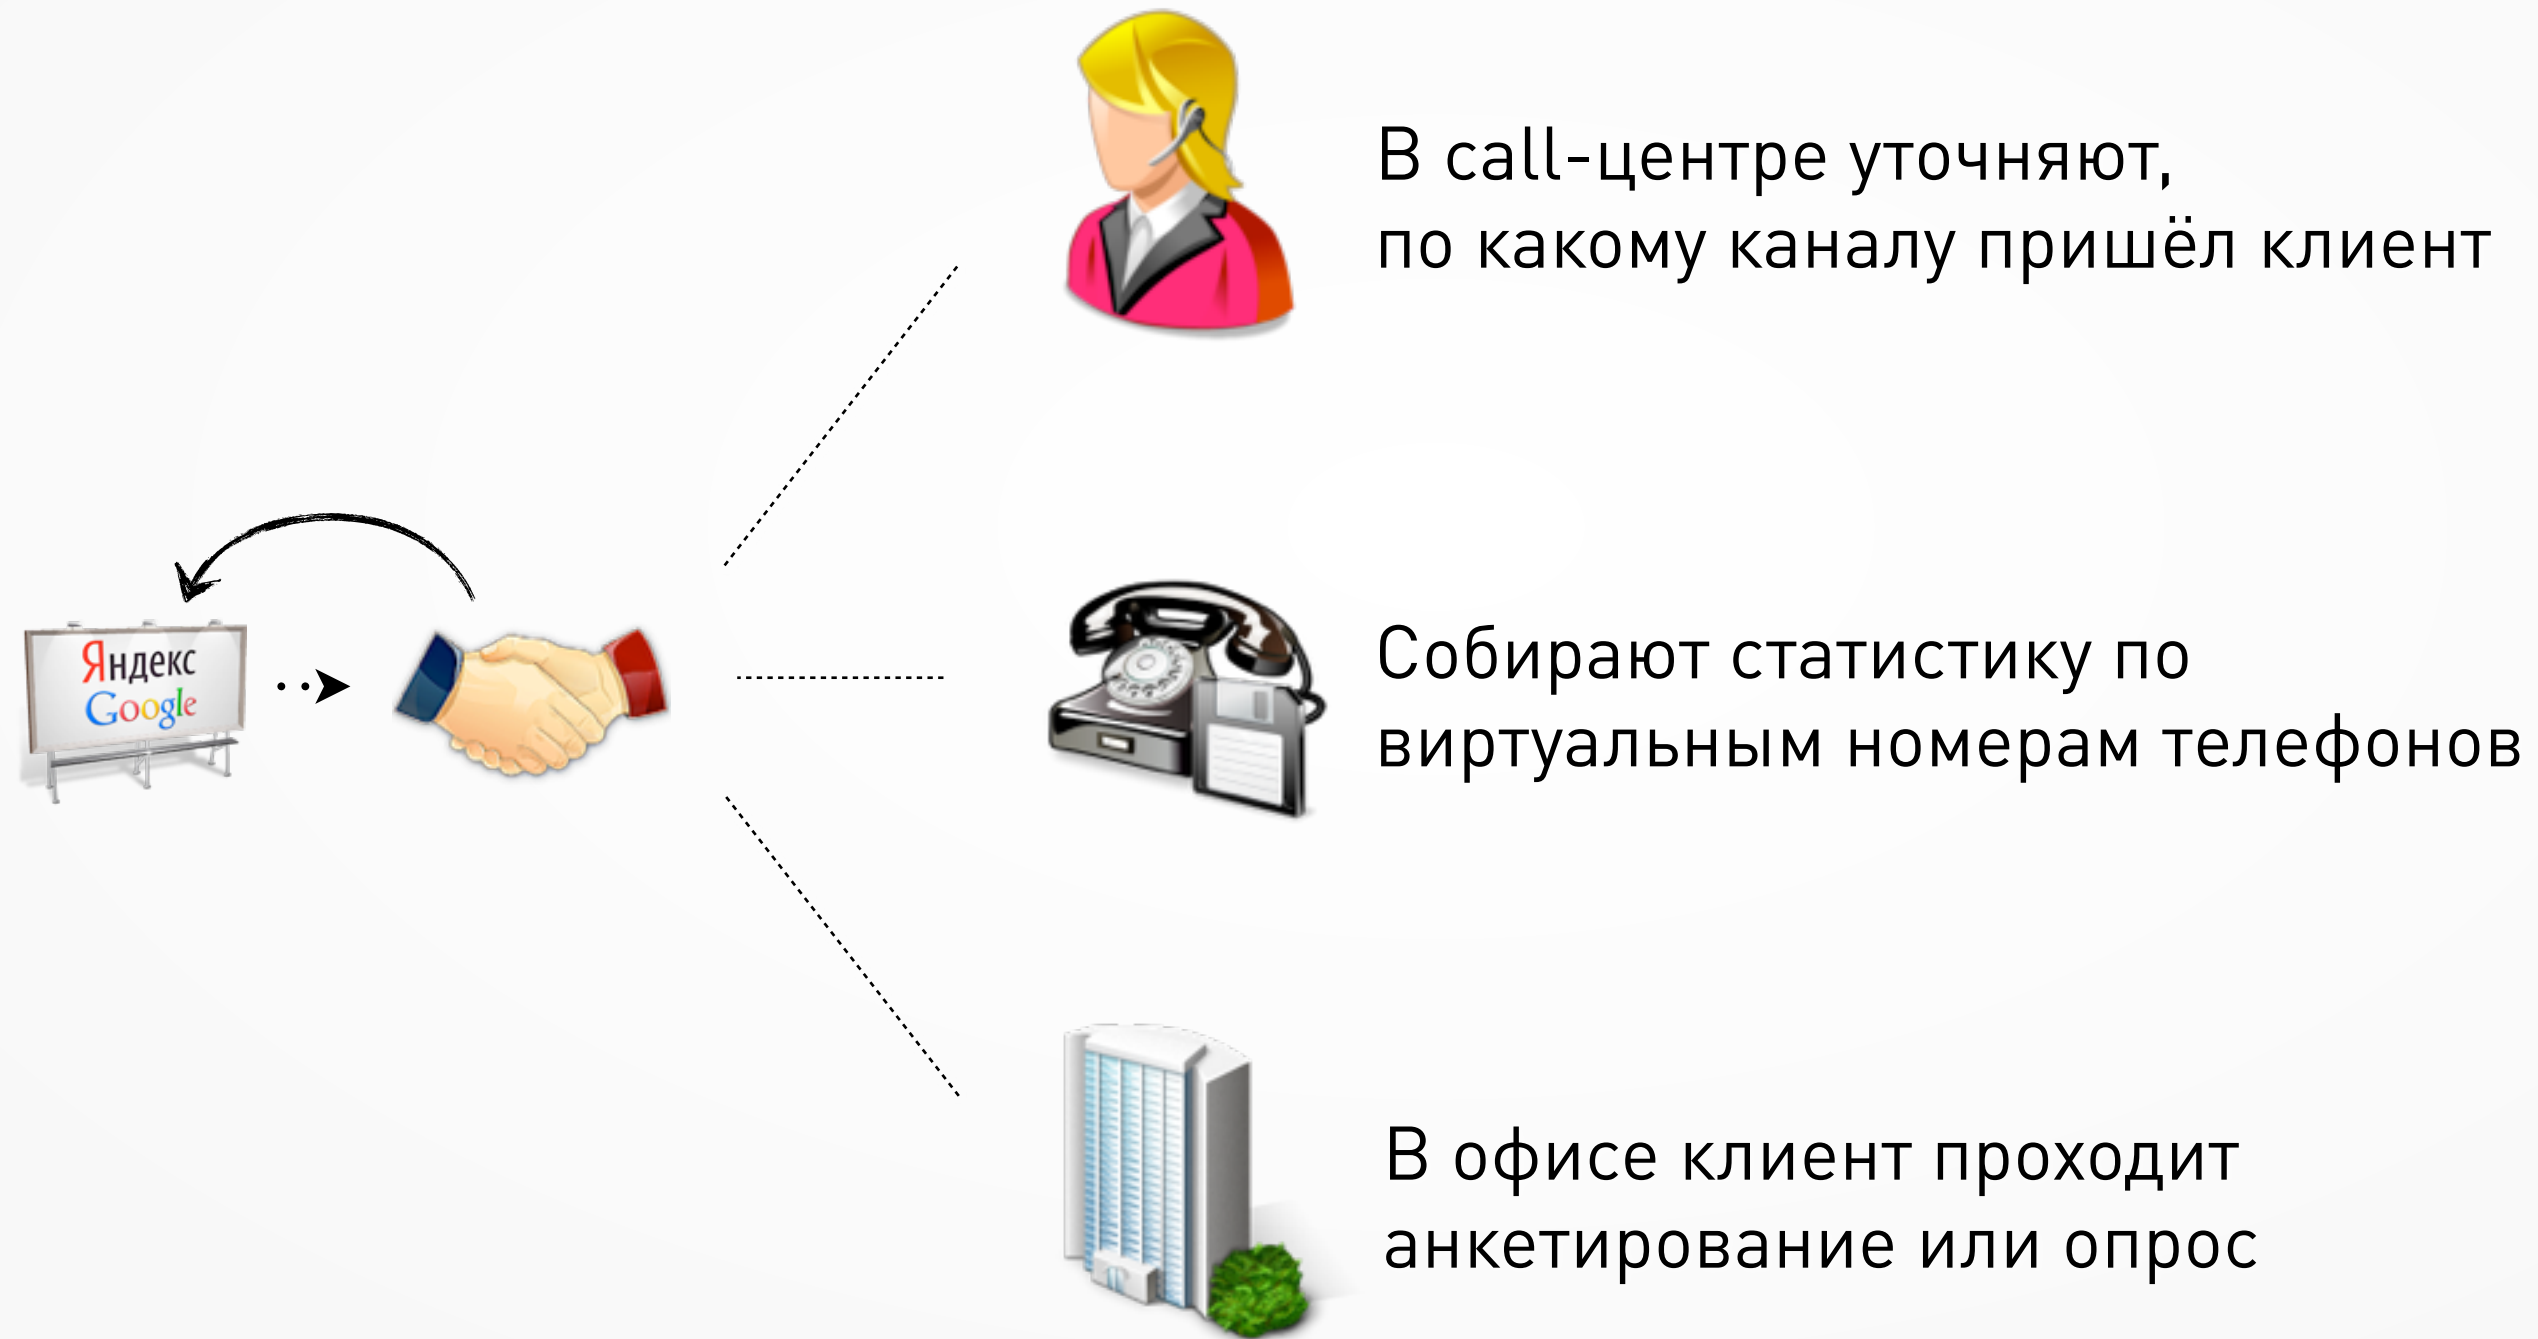 В call-центре уточняют,
по какому каналу пришёл клиент
Яндекс
Google
Собирают статистику по
виртуальным номерам телефонов
В офисе клиент проходит
анкетирование или опрос